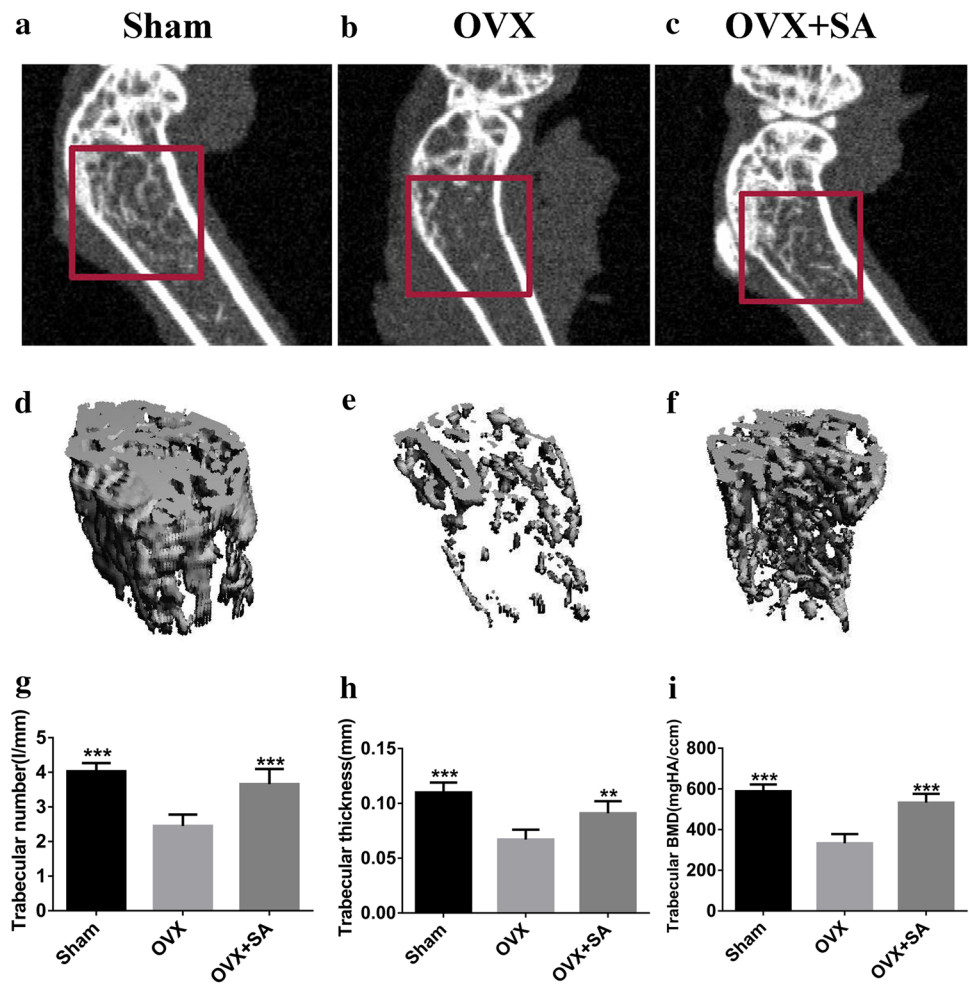 a Sham b OVX c OVX+SA
d e f
g h i
Trabecular number(l/mm)
5
4
3
2
1
0
***
***
Sham OVX OVX+SA
Trabecular thickness(mm)
0.15
0.10
0.05
0.00
***
**
Sham OVX OVX+SA
Trabecular BMD(mgHA/ccm)
800
600
400
200
0
***
***
Sham OVX OVX+SA